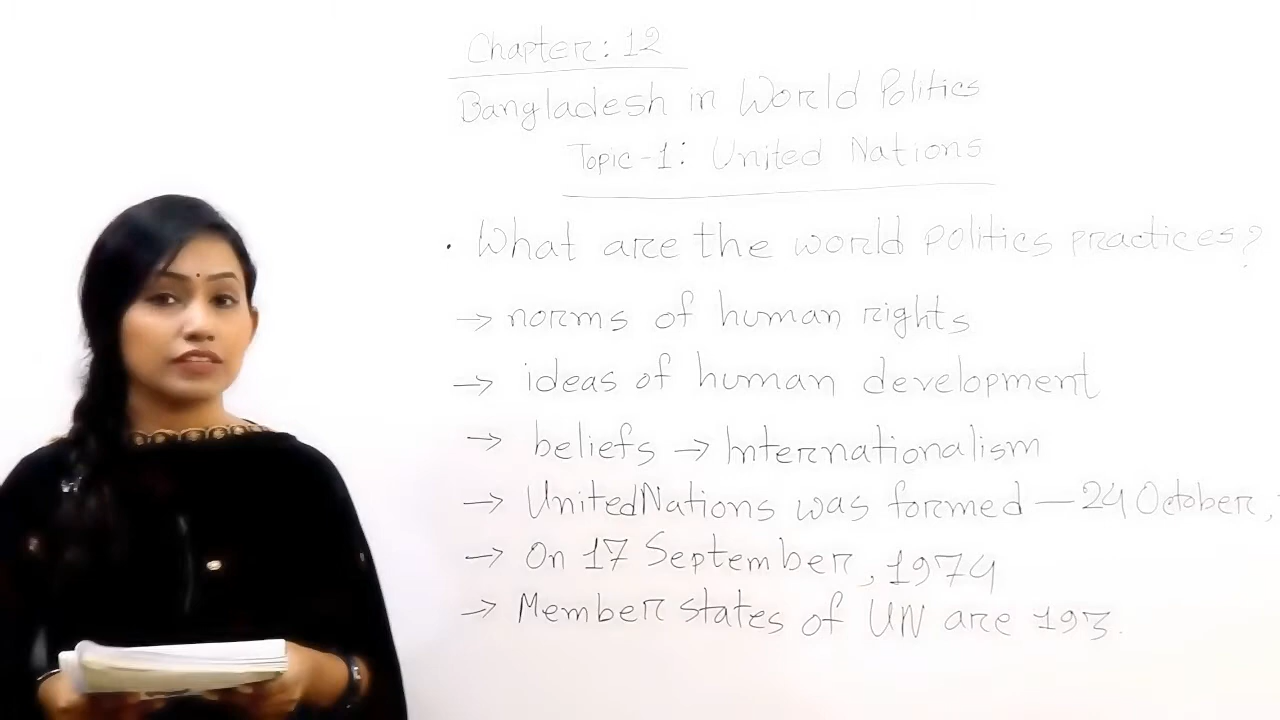 Chapter: 12
Bangladesh in World Politics
Topic-1: United Nations
. What are the world politics practices?
→ norms of human rights
→ ideas of human development
→ beliefs → Internationalism
→ United Nations was formed — 24 October,
→ On 17 September, 1974
→ Member states of UN are 193.